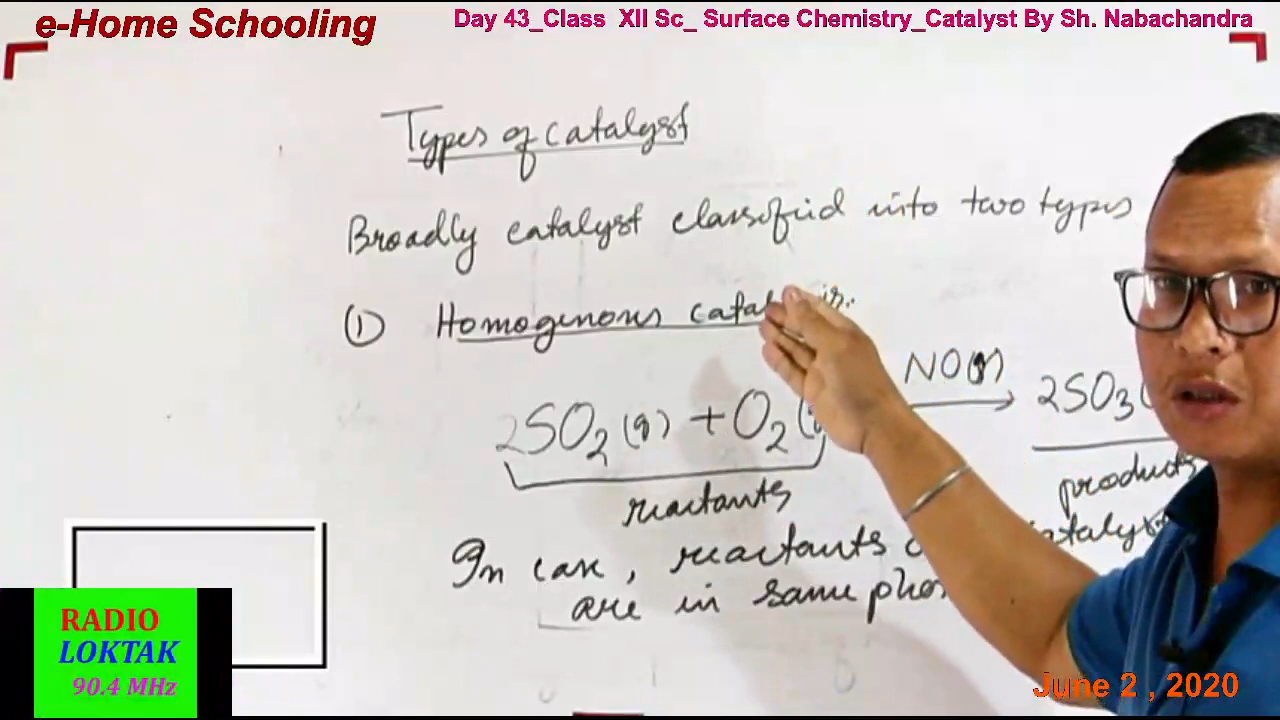 e-Home Schooling
Day 43_Class XII Sc_ Surface Chemistry_Catalyst By Sh. Nabachandra
Types of catalyst
Broadly catalyst classified into two types
(1) Homogenous
NO(g)
2SO2(g) + O2 → 2SO3
reactants
products
In case, reactants
are in same
RADIO
LOKTAK
90.4 MHz
June 2 , 2020